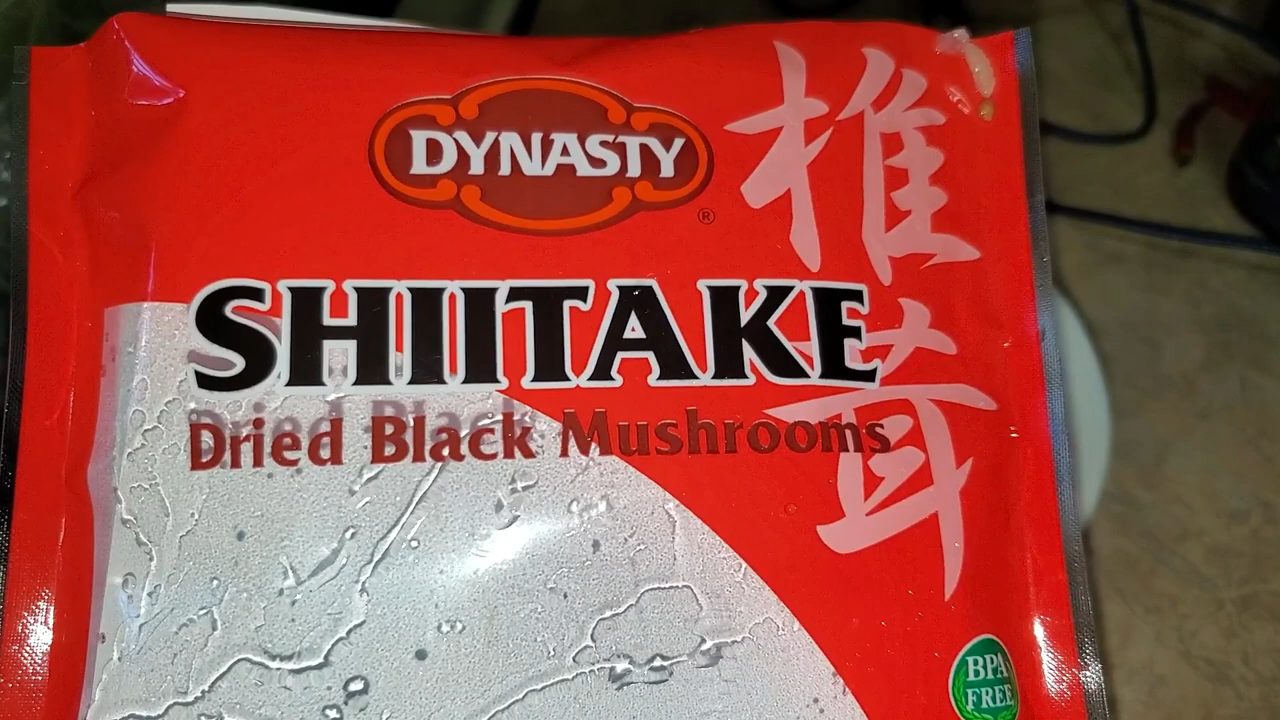 DYNASTY
®
椎茸
SHIITAKE
Dried Black Mushrooms
BPA
FREE